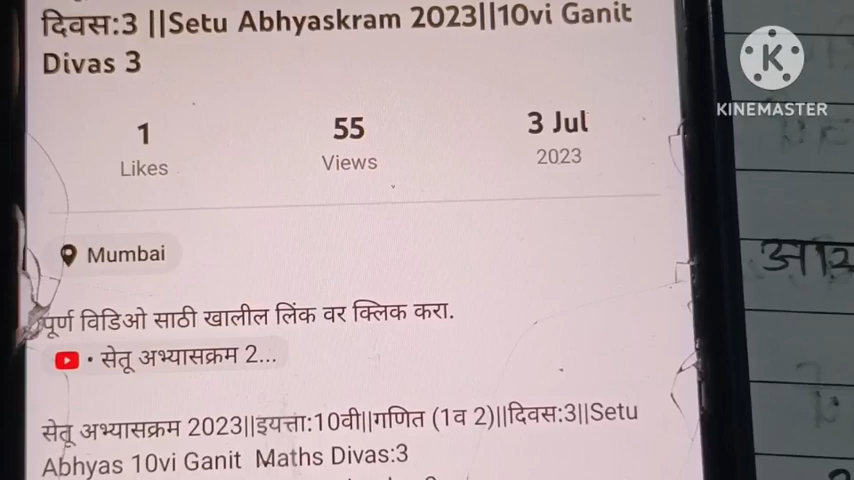 दिवस:3 ||Setu Abhyaskram 2023||10vi Ganit
Divas 3
1
Likes
55
Views
3 Jul
2023
Mumbai
पूर्ण विडिओ साठी खालील लिंक वर क्लिक करा.
• सेतू अभ्यासक्रम 2...
सेतू अभ्यासक्रम 2023||इयत्ता:10वी||गणित (1व 2)||दिवस:3||Setu
Abhyas 10vi Ganit Maths Divas:3
K
KINEMASTER